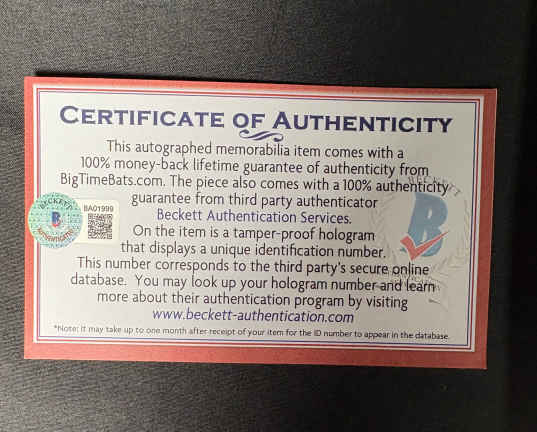 CERTIFICATE OF AUTHENTICITY
This autographed memorabilia item comes with a
100% money-back lifetime guarantee of authenticity from
BigTimeBats.com. The piece also comes with a 100% authenticity
guarantee from third party authenticator
Beckett Authentication Services.
On the item is a tamper-proof hologram
that displays a unique identification number.
This number corresponds to the third party's secure online
database. You may look up your hologram number and learn
more about their authentication program by visiting
www.beckett-authentication.com
*Note: it may take up to one month after receipt of your item for the ID number to appear in the database.
BECKETT
B
BA01999
BECKETT
B